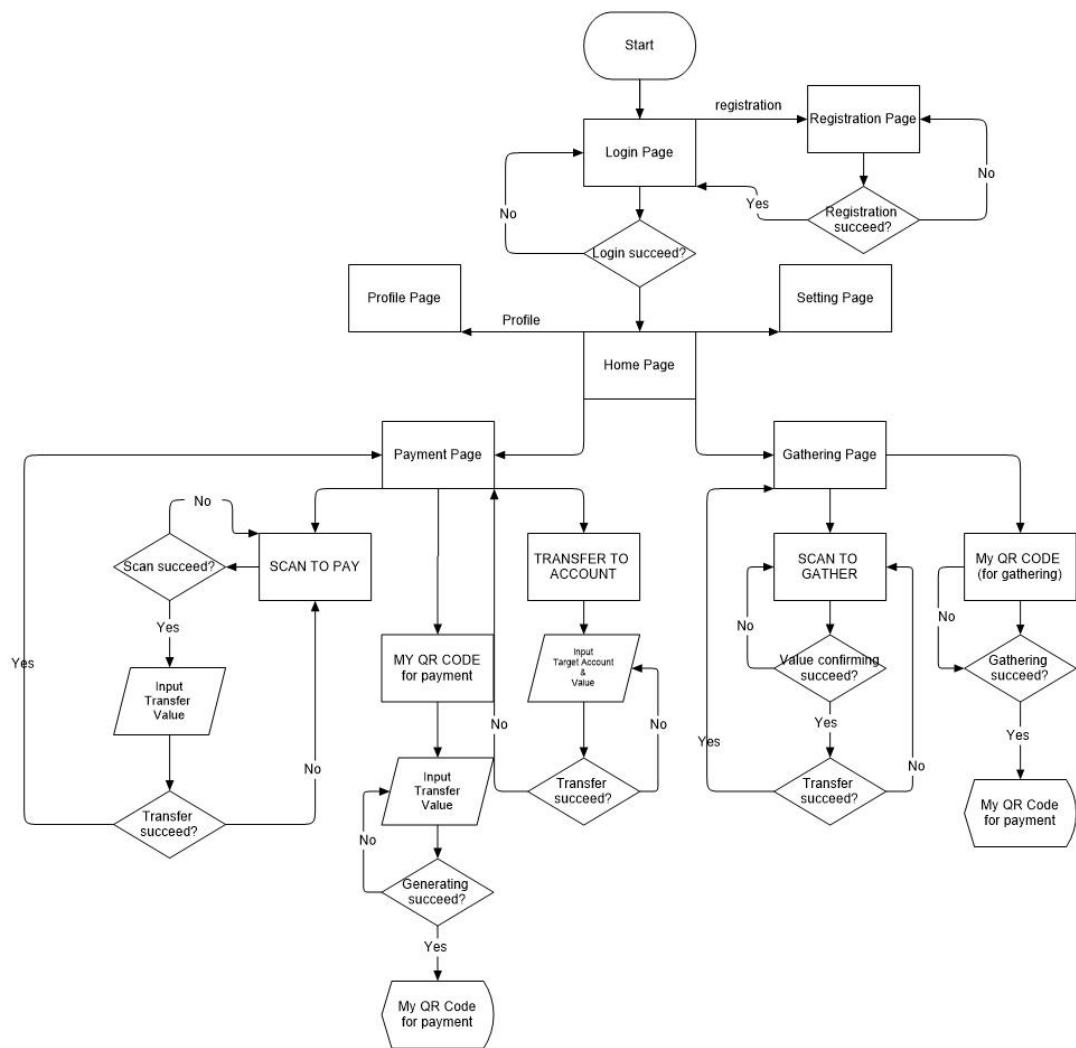 Start
registration
Registration Page
Login Page
No
Yes
No
Registration
succeed?
Login succeed?
Profile Page
Setting Page
Profile
Home Page
Payment Page
Gathering Page
No
Scan succeed?
SCAN TO PAY
TRANSFER TO
ACCOUNT
SCAN TO
GATHER
My QR CODE
(for gathering)
Yes
No
No
Yes
MY QR CODE
for payment
Input
Target Account
&
Value
Value confirming
succeed?
Gathering
succeed?
Input
Transfer
Value
No
No
Yes
Yes
Yes
No
No
Input
Transfer
Value
Transfer
succeed?
Transfer
succeed?
My QR Code
for payment
Transfer
succeed?
No
Generating
succeed?
Yes
My QR Code
for payment